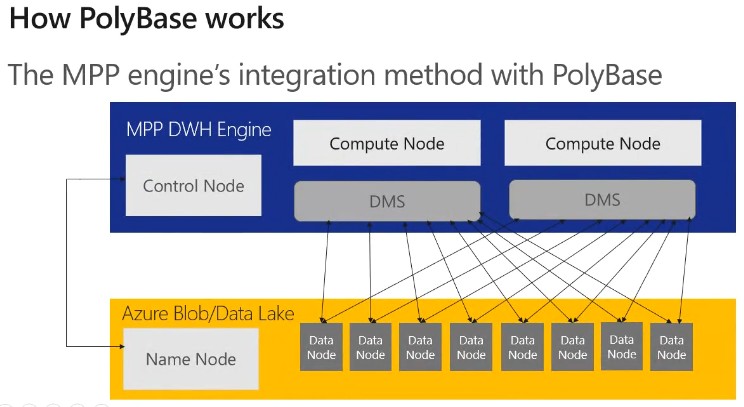 How PolyBase works
The MPP engine's integration method with PolyBase
MPP DWH Engine
Control Node
Compute Node
Compute Node
DMS
DMS
Azure Blob/Data Lake
Name Node
Data
Node
Data
Node
Data
Node
Data
Node
Data
Node
Data
Node
Data
Node
Data
Node